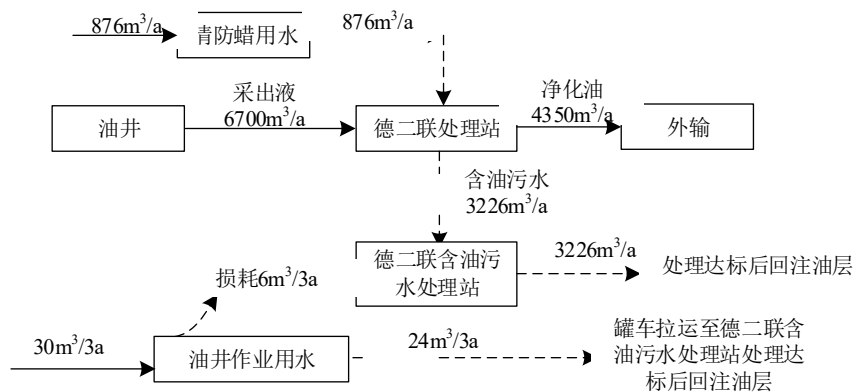 876m³/a
清防蜡用水
876m³/a
油井
采出液
6700m³/a
德二联处理站
净化油
4350m³/a
外输
含油污水
3226m³/a
德二联含油污
水处理站
3226m³/a
处理达标后回注油层
损耗6m³/3a
30m³/3a
油井作业用水
24m³/3a
罐车拉运至德二联含
油污水处理站处理达
标后回注油层